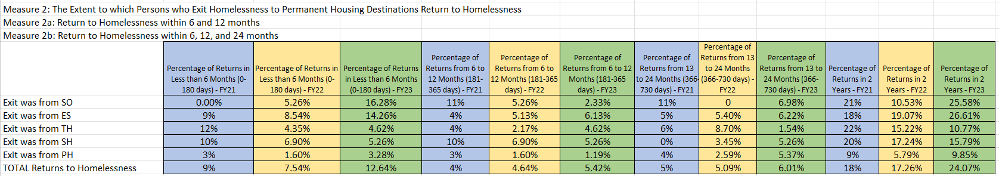 Measure 2: The Extent to which Persons who Exit Homelessness to Permanent Housing Destinations Return to Homelessness
Measure 2a: Return to Homelessness within 6 and 12 months
Measure 2b: Return to Homelessness within 6, 12, and 24 months
Percentage of Returns in Less than 6 Months (0-180 days) - FY21 Percentage of Returns in Less than 6 Months (0-180 days) - FY22 Percentage of Returns in Less than 6 Months (0-180 days) - FY23 Percentage of Returns from 6 to 12 Months (181-365 days) - FY21 Percentage of Returns from 6 to 12 Months (181-365 days) - FY22 Percentage of Returns from 6 to 12 Months (181-365 days) - FY23 Percentage of Returns from 13 to 24 Months (366-730 days) - FY21 Percentage of Returns from 13 to 24 Months (366-730 days) - FY22 Percentage of Returns from 13 to 24 Months (366-730 days) - FY23 Percentage of Returns in 2 Years - FY21 Percentage of Returns in 2 Years - FY22 Percentage of Returns in 2 Years - FY23
Exit was from SO 0.00% 5.26% 16.28% 11% 5.26% 2.33% 11% 0 6.98% 21% 10.53% 25.58%
Exit was from ES 9% 8.54% 14.26% 4% 5.13% 6.13% 5% 5.40% 6.22% 18% 19.07% 26.61%
Exit was from TH 12% 4.35% 4.62% 4% 2.17% 4.62% 6% 8.70% 1.54% 22% 15.22% 10.77%
Exit was from SH 10% 6.90% 5.26% 10% 6.90% 5.26% 0% 3.45% 5.26% 20% 17.24% 15.79%
Exit was from PH 3% 1.60% 3.28% 3% 1.60% 1.19% 4% 2.59% 5.37% 9% 5.79% 9.85%
TOTAL Returns to Homelessness 9% 7.54% 12.64% 4% 4.64% 5.42% 5% 5.09% 6.01% 18% 17.26% 24.07%